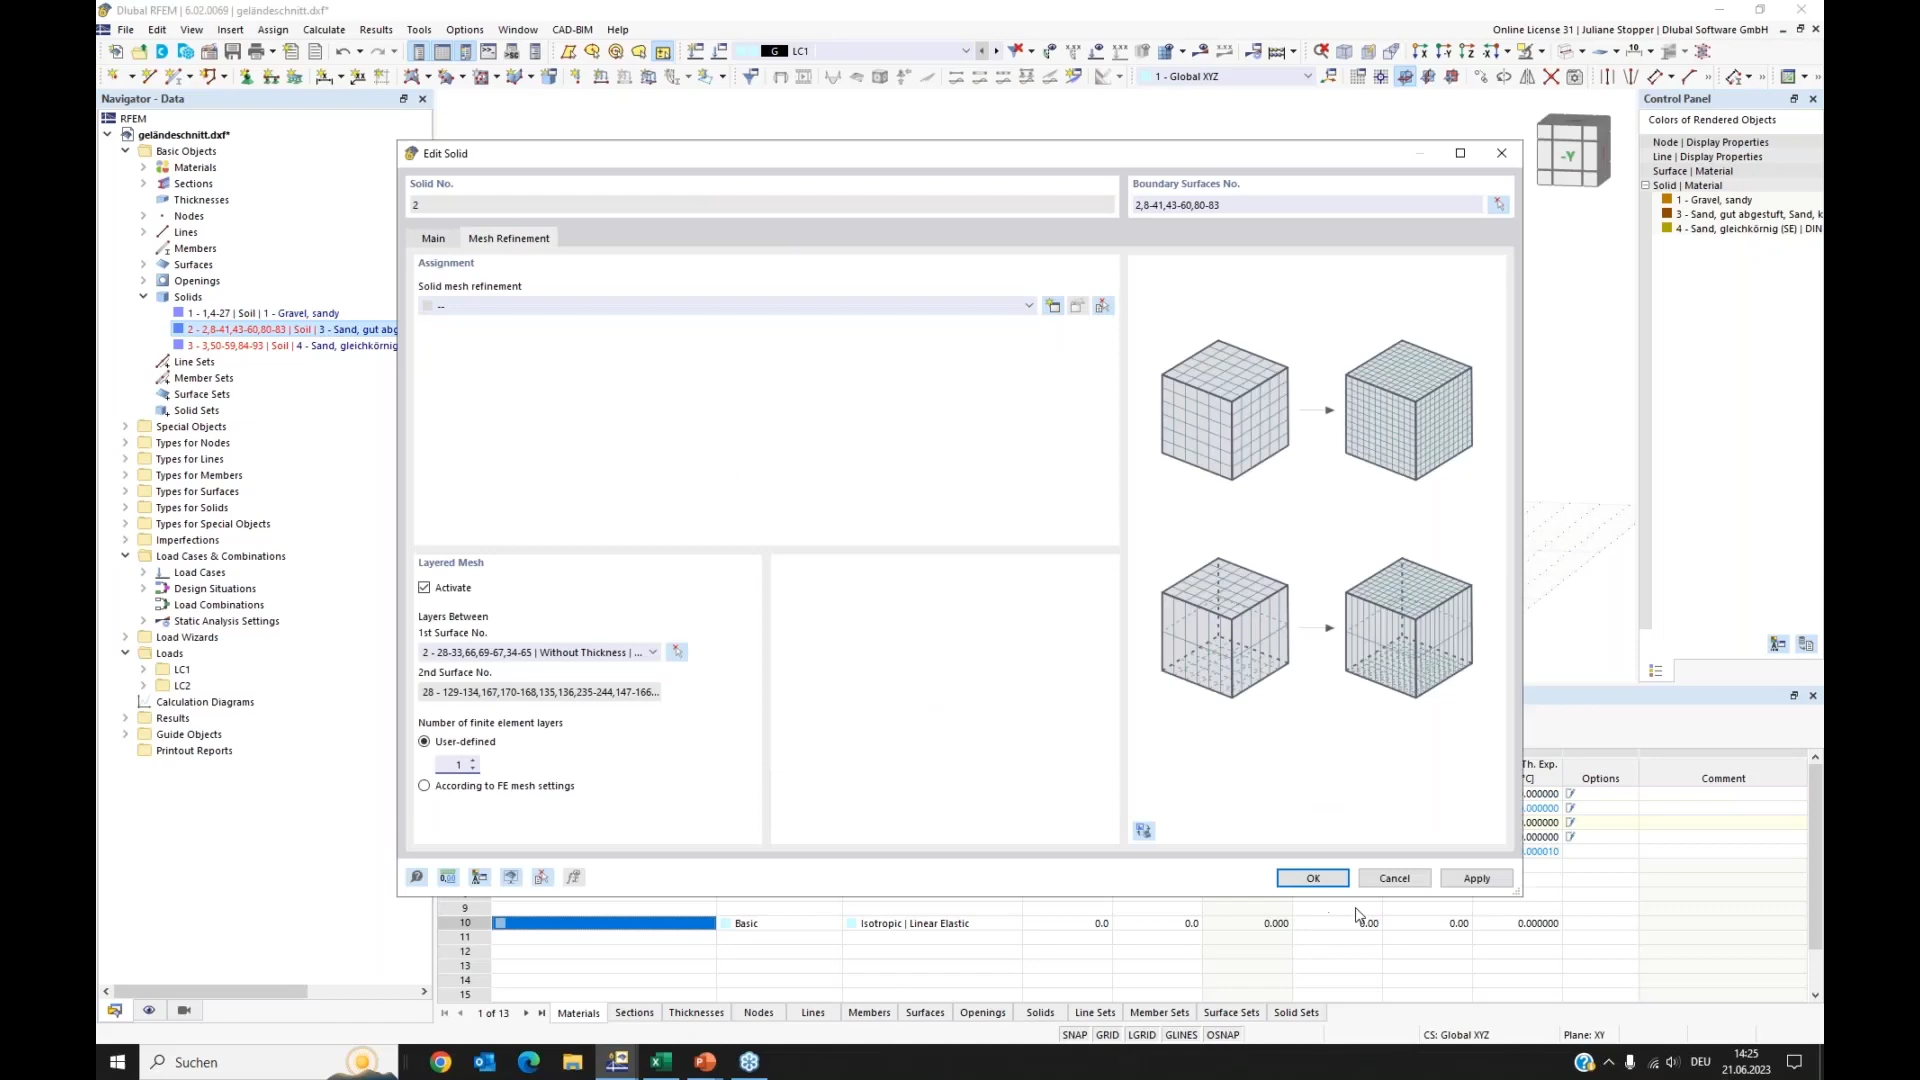 Dlubal RFEM | 6.02.0069 | geländeschnitt.dxf*
File Edit View Insert Assign Calculate Results Tools Options Window CAD-BIM Help
Online License 31 | Juliane Stopper | Dlubal Software GmbH
G LC1
1 - Global XYZ
Navigator - Data
RFEM
geländeschnitt.dxf*
Basic Objects
Materials
Sections
Thicknesses
Nodes
Lines
Members
Surfaces
Openings
Solids
1 - 1,4-27 | Soil | 1 - Gravel, sandy
2 - 2,8-41,43-60,80-83 | Soil | 3 - Sand, gut abg
3 - 3,50-59,84-93 | Soil | 4 - Sand, gleichkörnig
Line Sets
Member Sets
Surface Sets
Solid Sets
Special Objects
Types for Nodes
Types for Lines
Types for Members
Types for Surfaces
Types for Solids
Types for Special Objects
Imperfections
Load Cases & Combinations
Load Cases
Design Situations
Load Combinations
Static Analysis Settings
Load Wizards
Loads
LC1
LC2
Calculation Diagrams
Results
Guide Objects
Printout Reports
Edit Solid
Solid No.
2
Boundary Surfaces No.
2,8-41,43-60,80-83
Main Mesh Refinement
Assignment
Solid mesh refinement
--
Layered Mesh
Activate
Layers Between
1st Surface No.
2 - 28-33,66,69-67,34-65 | Without Thickness | ...
2nd Surface No.
28 - 129-134,167,170-168,135,136,235-244,147-166...
Number of finite element layers
User-defined
1
According to FE mesh settings
OK Cancel Apply
Control Panel
Colors of Rendered Objects
Node | Display Properties
Line | Display Properties
Surface | Material
Solid | Material
1 - Gravel, sandy
3 - Sand, gut abgestuft, Sand, k
4 - Sand, gleichkörnig (SE) | DIN
-Y
Th. Exp.
°C] Options Comment
.000000
.000000
.000000
.000000
.000010
9
10 Basic Isotropic | Linear Elastic 0.0 0.0 0.000 0.00 0.00 0.000000
11
12
13
14
15
1 of 13 Materials Sections Thicknesses Nodes Lines Members Surfaces Openings Solids Line Sets Member Sets Surface Sets Solid Sets
SNAP GRID LGRID GLINES OSNAP CS: Global XYZ Plane: XY
Suchen
DEU
14:25
21.06.2023